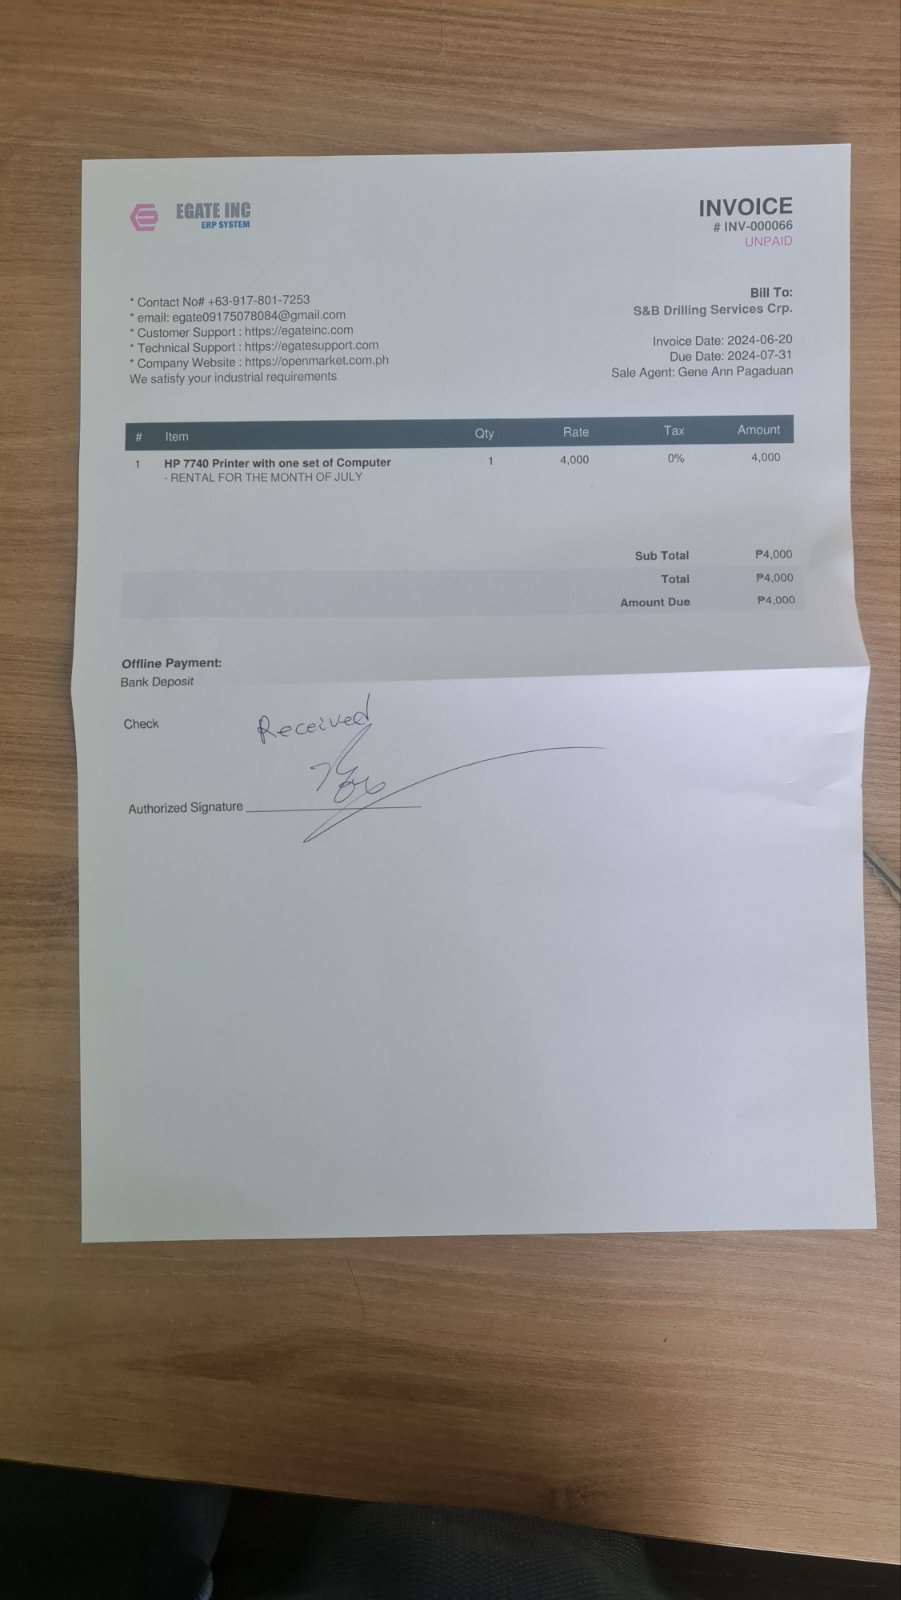 EGATE INC
ERP SYSTEM
INVOICE
# INV-000066
UNPAID
* Contact No# +63-917-801-7253
* email: egate09175078084@gmail.com
* Customer Support : https://egateinc.com
* Technical Support : https://egatesupport.com
* Company Website : https://openmarket.com.ph
We satisfy your industrial requirements
Bill To:
S&B Drilling Services Crp.
Invoice Date: 2024-06-20
Due Date: 2024-07-31
Sale Agent: Gene Ann Pagaduan
# Item Qty Rate Tax Amount
1 HP 7740 Printer with one set of Computer 1 4,000 0% 4,000
- RENTAL FOR THE MONTH OF JULY
Sub Total ₱4,000
Total ₱4,000
Amount Due ₱4,000
Offline Payment:
Bank Deposit
Check
Received
Authorized Signature